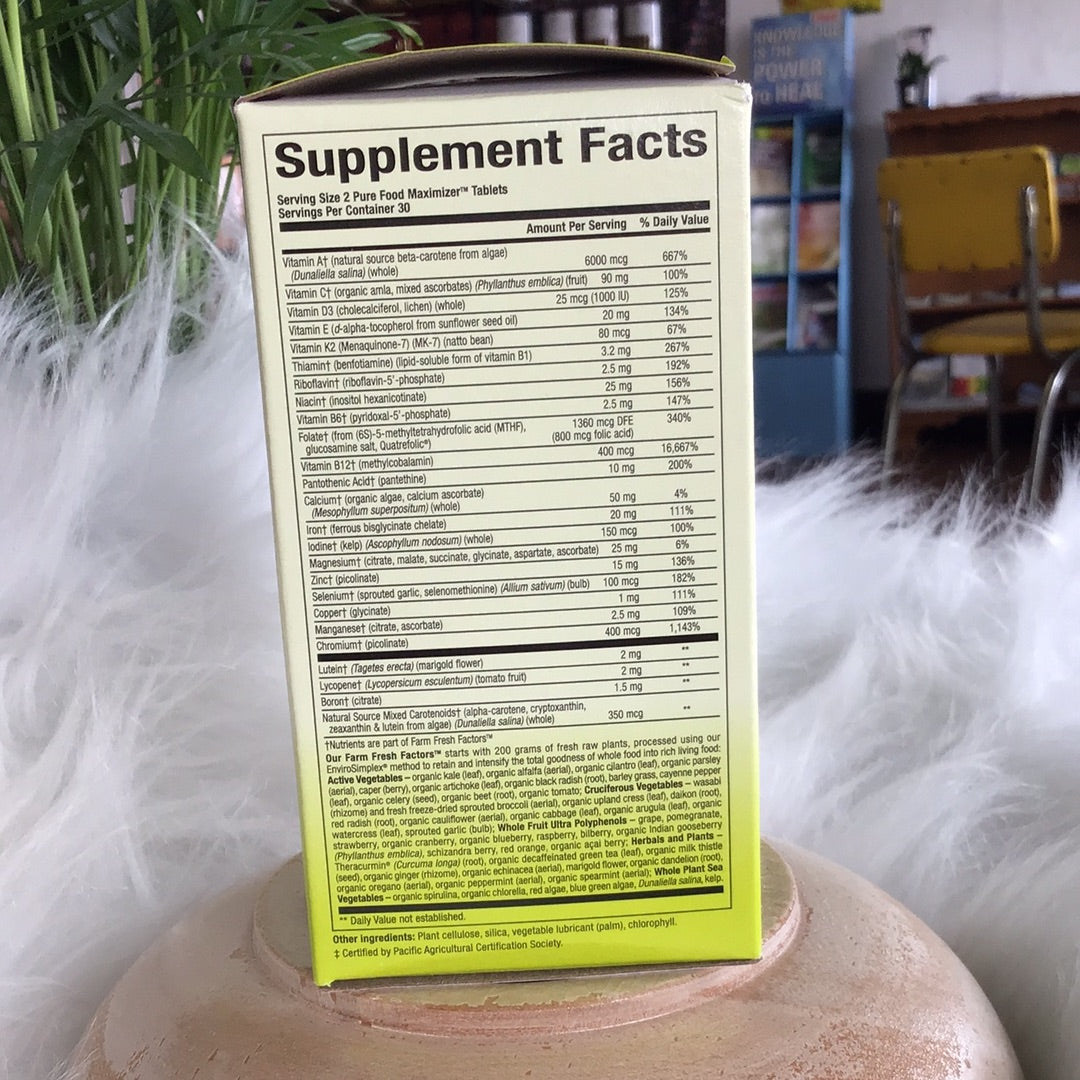 KNOWLEDGE
IS THE
POWER
TO HEAL
Supplement Facts
Serving Size 2 Pure Food Maximizer™ Tablets
Servings Per Container 30
Amount Per Serving % Daily Value
Vitamin A† (natural source beta-carotene from algae)
(Dunaliella salina) (whole) 6000 mcg 667%
Vitamin C† (organic amla, mixed ascorbates) (Phyllanthus emblica) (fruit) 90 mg 100%
Vitamin D3 (cholecalciferol, lichen) (whole) 25 mcg (1000 IU) 125%
Vitamin E (d-alpha-tocopherol from sunflower seed oil) 20 mg 134%
Vitamin K2 (Menaquinone-7) (MK-7) (natto bean) 80 mcg 67%
Thiamin† (benfotiamine) (lipid-soluble form of vitamin B1) 3.2 mg 267%
Riboflavin† (riboflavin-5'-phosphate) 2.5 mg 192%
Niacin† (inositol hexanicotinate) 25 mg 156%
Vitamin B6† (pyridoxal-5'-phosphate) 2.5 mg 147%
Folate† (from (6S)-5-methyltetrahydrofolic acid (MTHF), 1360 mcg DFE 340%
glucosamine salt, Quatrefolic®) (800 mcg folic acid)
Vitamin B12† (methylcobalamin) 400 mcg 16,667%
Pantothenic Acid† (pantethine) 10 mg 200%
Calcium† (organic algae, calcium ascorbate)
(Mesophyllum superpositum) (whole) 50 mg 4%
Iron† (ferrous bisglycinate chelate) 20 mg 111%
Iodine† (kelp) (Ascophyllum nodosum) (whole) 150 mcg 100%
Magnesium† (citrate, malate, succinate, glycinate, aspartate, ascorbate) 25 mg 6%
Zinc† (picolinate) 15 mg 136%
Selenium† (sprouted garlic, selenomethionine) (Allium sativum) (bulb) 100 mcg 182%
Copper† (glycinate) 1 mg 111%
Manganese† (citrate, ascorbate) 2.5 mg 109%
Chromium† (picolinate) 400 mcg 1,143%
Lutein† (Tagetes erecta) (marigold flower) 2 mg **
Lycopene† (Lycopersicum esculentum) (tomato fruit) 2 mg **
Boron† (citrate) 1.5 mg **
Natural Source Mixed Carotenoids† (alpha-carotene, cryptoxanthin,
zeaxanthin & lutein from algae) (Dunaliella salina) (whole) 350 mcg **
†Nutrients are part of Farm Fresh Factors™
Our Farm Fresh Factors™ starts with 200 grams of fresh raw plants, processed using our
EnviroSimplex® method to retain and intensify the total goodness of whole food into rich living food:
Active Vegetables – organic kale (leaf), organic alfalfa (aerial), organic cilantro (leaf), organic parsley
(aerial), caper (berry), organic artichoke (leaf), organic black radish (root), barley grass, cayenne pepper
(leaf), organic celery (seed), organic beet (root), organic tomato; Cruciferous Vegetables – wasabi
(rhizome) and fresh freeze-dried sprouted broccoli (aerial), organic upland cress (leaf), daikon (root),
red radish (root), organic cauliflower (aerial), organic cabbage (leaf), organic arugula (leaf), organic
watercress (leaf), sprouted garlic (bulb); Whole Fruit Ultra Polyphenols – grape, pomegranate,
strawberry, organic cranberry, organic blueberry, raspberry, bilberry, organic Indian gooseberry
(Phyllanthus emblica), schizandra berry, red orange, organic açai berry; Herbals and Plants –
Theracurmin® (Curcuma longa) (root), organic decaffeinated green tea (leaf), organic milk thistle
(seed), organic ginger (rhizome), organic echinacea (aerial), marigold flower, organic dandelion (root),
organic oregano (aerial), organic peppermint (aerial), organic spearmint (aerial); Whole Plant Sea
Vegetables – organic spirulina, organic chlorella, red algae, blue green algae, Dunaliella salina, kelp.
** Daily Value not established.
Other ingredients: Plant cellulose, silica, vegetable lubricant (palm), chlorophyll.
‡ Certified by Pacific Agricultural Certification Society.